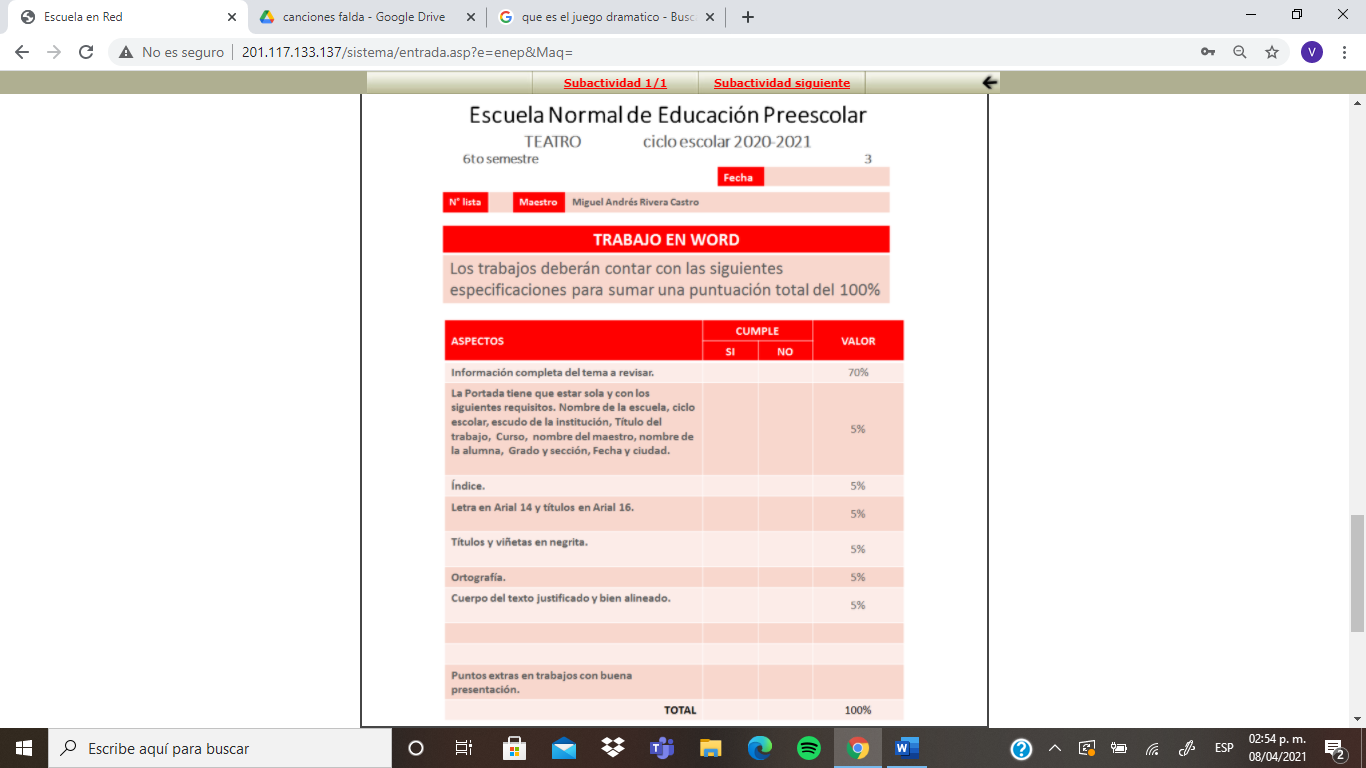 Escuela en Red
canciones falda - Google Drive
que es el juego dramatico - Busc
No es seguro
201.117.133.137/sistema/entrada.asp?e=enep&Maq=
V
Subactividad 1/1
Subactividad siguiente
Escuela Normal de Educación Preescolar
TEATRO ciclo escolar 2020-2021
6to semestre 3
Fecha
N° lista Maestro Miguel Andrés Rivera Castro
TRABAJO EN WORD
Los trabajos deberán contar con las siguientes
especificaciones para sumar una puntuación total del 100%
ASPECTOS CUMPLE VALOR
SI NO
Información completa del tema a revisar. 70%
La Portada tiene que estar sola y con los
siguientes requisitos. Nombre de la escuela, ciclo
escolar, escudo de la institución, Título del
trabajo, Curso, nombre del maestro, nombre de
la alumna, Grado y sección, Fecha y ciudad.
5%
Índice. 5%
Letra en Arial 14 y títulos en Arial 16. 5%
Títulos y viñetas en negrita. 5%
Ortografía. 5%
Cuerpo del texto justificado y bien alineado. 5%
Puntos extras en trabajos con buena
presentación.
TOTAL 100%
Escribe aquí para buscar
ESP
02:54 p. m.
08/04/2021
2